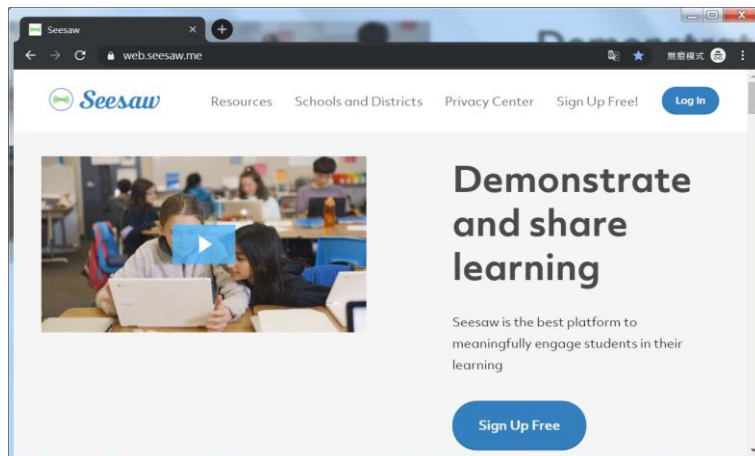 Seesaw
web.seesaw.me
無痕模式
Seesaw
Resources
Schools and Districts
Privacy Center
Sign Up Free!
Log In
Demonstrate
and share
learning
Seesaw is the best platform to
meaningfully engage students in their
learning
Sign Up Free